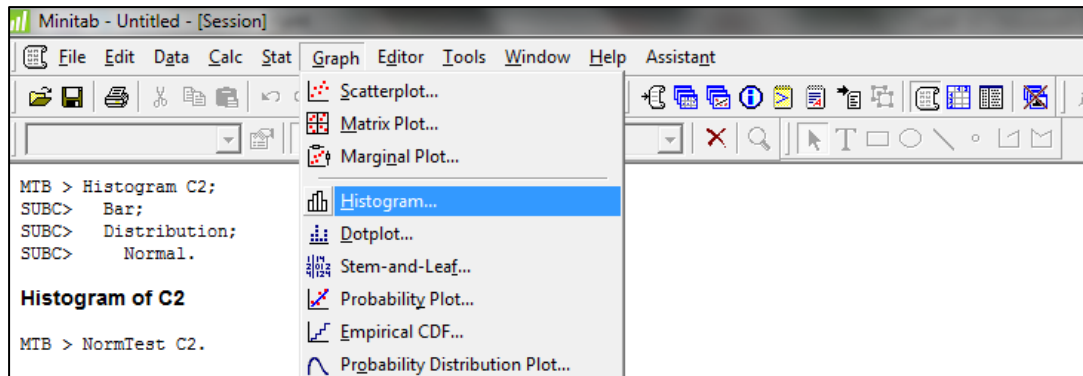 Minitab - Untitled - [Session]
File Edit Data Calc Stat Graph Editor Tools Window Help Assistant
Scatterplot...
Matrix Plot...
Marginal Plot...
Histogram...
Dotplot...
Stem-and-Leaf...
Probability Plot...
Empirical CDF...
Probability Distribution Plot...
MTB > Histogram C2;
SUBC> Bar;
SUBC> Distribution;
SUBC> Normal.
Histogram of C2
MTB > NormTest C2.